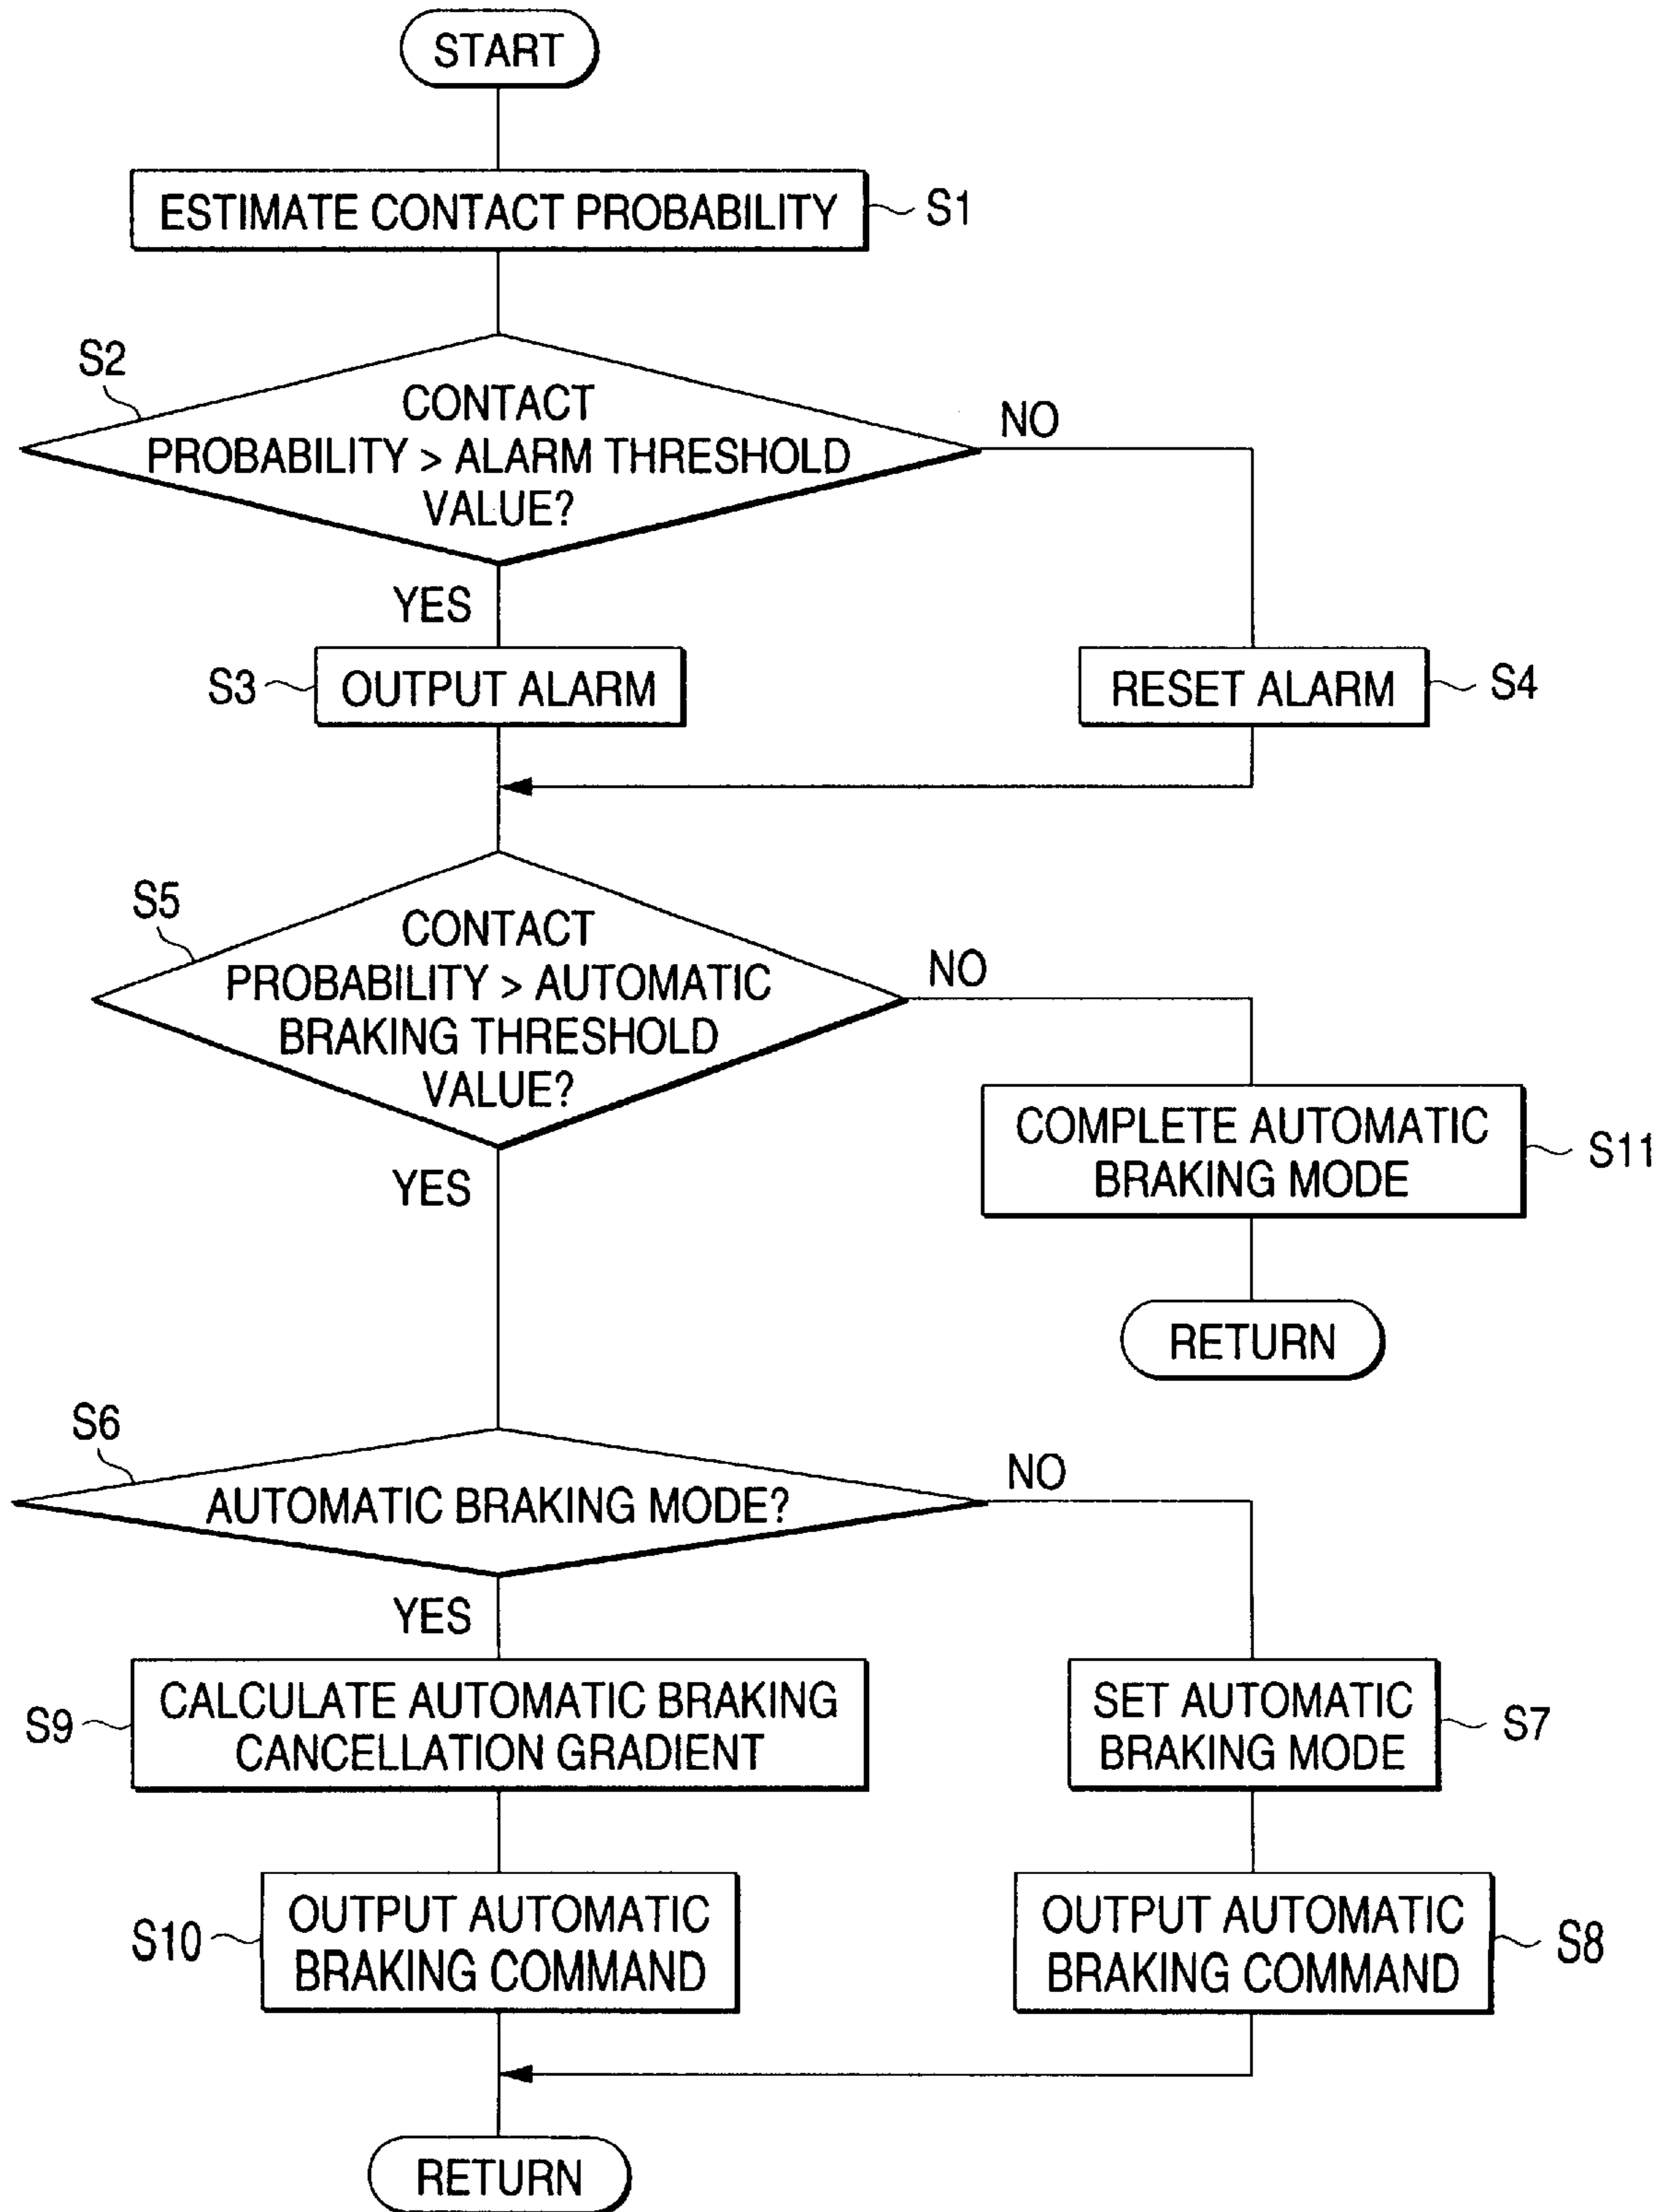 START
ESTIMATE CONTACT PROBABILITY
S1
S2
CONTACT
PROBABILITY > ALARM THRESHOLD
VALUE?
NO
YES
S3
OUTPUT ALARM
RESET ALARM
S4
S5
CONTACT
PROBABILITY > AUTOMATIC
BRAKING THRESHOLD
VALUE?
NO
YES
COMPLETE AUTOMATIC
BRAKING MODE
S11
RETURN
S6
AUTOMATIC BRAKING MODE?
NO
YES
S9
CALCULATE AUTOMATIC BRAKING
CANCELLATION GRADIENT
SET AUTOMATIC
BRAKING MODE
S7
S10
OUTPUT AUTOMATIC
BRAKING COMMAND
OUTPUT AUTOMATIC
BRAKING COMMAND
S8
RETURN